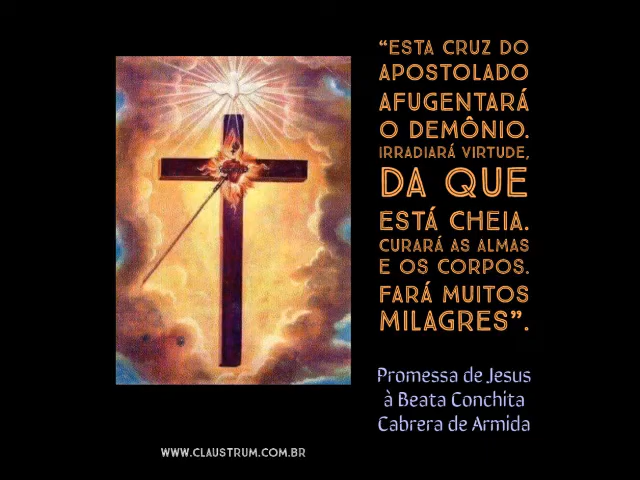 “ESTA CRUZ DO
APOSTOLADO
AFUGENTARÁ
O DEMÔNIO.
IRRADIARÁ VIRTUDE,
DA QUE
ESTÁ CHEIA.
CURARÁ AS ALMAS
E OS CORPOS.
FARÁ MUITOS
MILAGRES”.
Promessa de Jesus
à Beata Conchita
Cabrera de Armida
WWW.CLAUSTRUM.COM.BR